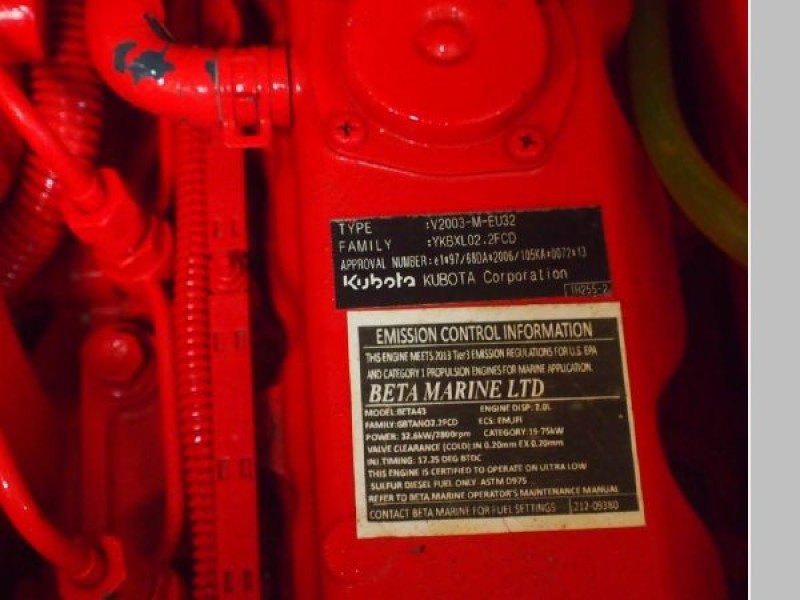 TYPE :V2003-M-EU32
FAMILY :YKBXL02.2FCD
APPROVAL NUMBER:e1*97/68DA*2006/105KA*0072*13
Kubota KUBOTA Corporation
1H255-2
EMISSION CONTROL INFORMATION
THIS ENGINE MEETS 2013 Tier3 EMISSION REGULATIONS FOR U.S. EPA
AND CATEGORY 1 PROPULSION ENGINES FOR MARINE APPLICATION.
BETA MARINE LTD
MODEL: BETA43 ENGINE DISP: 2.0L
FAMILY: GBTAN02.2FCD ECS: EM,IFI
POWER: 32.6kW/2800rpm CATEGORY: 19-75kW
VALVE CLEARANCE (COLD) IN 0.20mm EX 0.20mm
INJ.TIMING: 17.25 DEG BTDC
THIS ENGINE IS CERTIFIED TO OPERATE ON ULTRA LOW
SULFUR DIESEL FUEL ONLY ASTM D975
REFER TO BETA MARINE OPERATOR'S MAINTENANCE MANUAL
CONTACT BETA MARINE FOR FUEL SETTINGS 212-09380